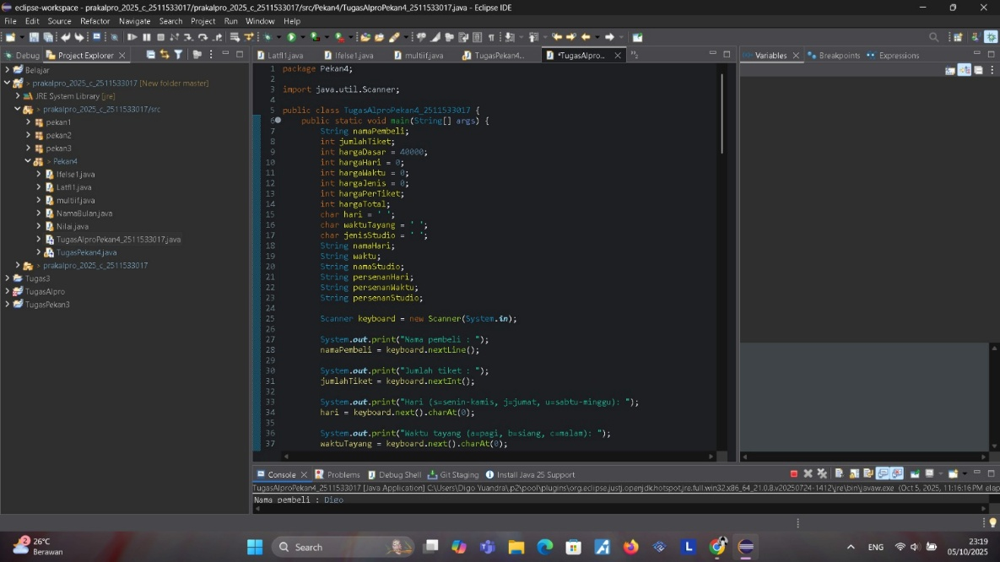 eclipse-workspace - prakalpro_2025_c_2511533017/prakalpro_2025_c_2511533017/src/Pekan4/TugasAlproPekan4_2511533017.java - Eclipse IDE
File Edit Source Refactor Navigate Search Project Run Window Help
Debug Project Explorer
Latfl1.java Ifelse1.java multiif.java TugasPekan4... *TugasAlpro...
Variables Breakpoints Expressions
Belajar
> prakalpro_2025_c_2511533017 [New folder master]
JRE System Library [jre]
prakalpro_2025_c_2511533017/src
pekan1
pekan2
pekan3
> Pekan4
Ifelse1.java
Latfl1.java
multiif.java
NamaBulan.java
Nilai.java
TugasAlproPekan4_2511533017.java
TugasPekan4.java
> prakalpro_2025_c_2511533017
Tugas3
TugasAlpro
TugasPekan3
1 package Pekan4;
2
3 import java.util.Scanner;
4
5 public class TugasAlproPekan4_2511533017 {
6 public static void main(String[] args) {
7 String namaPembeli;
8 int jumlahTiket;
9 int hargaDasar = 40000;
10 int hargaHari = 0;
11 int hargaWaktu = 0;
12 int hargaJenis = 0;
13 int hargaPerTiket;
14 int hargaTotal;
15 char hari = ' ';
16 char waktuTayang = ' ';
17 char jenisStudio = ' ';
18 String namaHari;
19 String waktu;
20 String namaStudio;
21 String persenanHari;
22 String persenanWaktu;
23 String persenanStudio;
24
25 Scanner keyboard = new Scanner(System.in);
26
27 System.out.print("Nama pembeli : ");
28 namaPembeli = keyboard.nextLine();
29
30 System.out.print("Jumlah tiket : ");
31 jumlahTiket = keyboard.nextInt();
32
33 System.out.print("Hari (s=senin-kamis, j=jumat, u=sabtu-minggu): ");
34 hari = keyboard.next().charAt(0);
35
36 System.out.print("Waktu tayang (a=pagi, b=siang, c=malam): ");
37 waktuTayang = keyboard.next().charAt(0);
Console Problems Debug Shell Git Staging Install Java 25 Support
TugasAlproPekan4_2511533017 [Java Application] C:\Users\Digo Yuandra\.p2\pool\plugins\org.eclipse.justj.openjdk.hotspot.jre.full.win32.x86_64_21.0.8.v20250724-1412\jre\bin\javaw.exe (Oct 5, 2025, 11:16:16 PM elap
Nama pembeli : Digo
2
26°C
Berawan
Search
L
ENG
23:19
05/10/2025